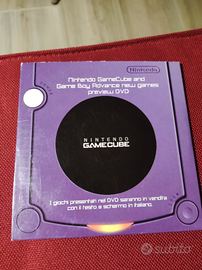 Nintendo
Nintendo GameCube and
Game Boy Advance new games
preview DVD
NINTENDO
GAMECUBE
I giochi presentati nel DVD saranno in vendita
con il testo a schermo in italiano.
subito